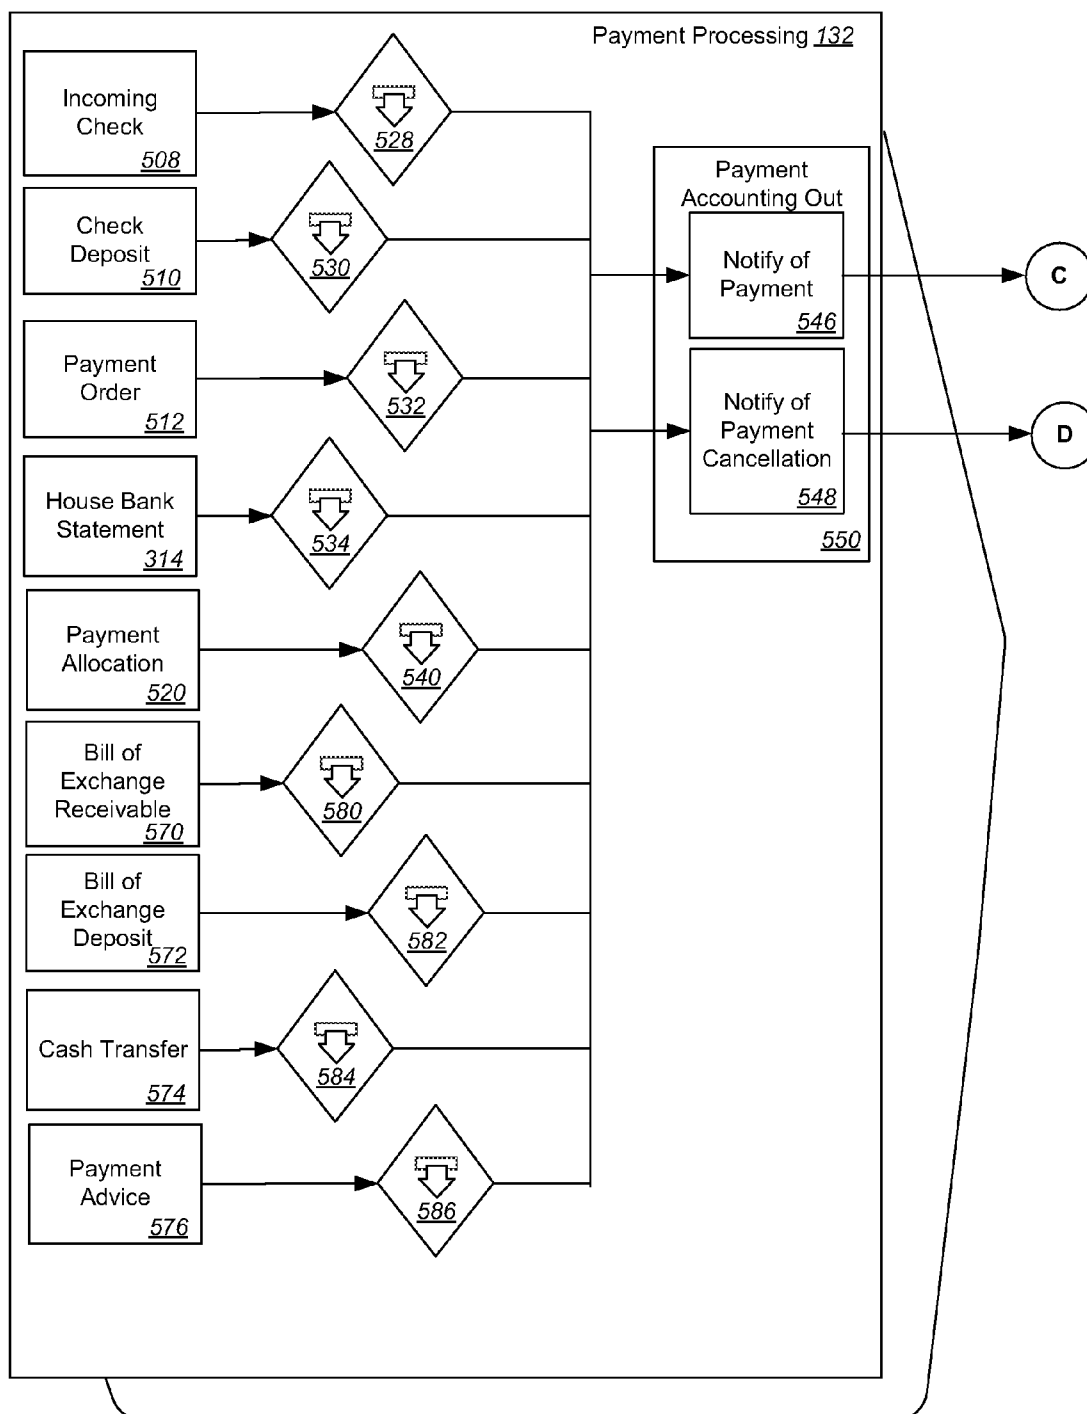 Payment Processing 132
Incoming
Check
508
528
Check
Deposit
510
530
Payment
Order
512
532
House Bank
Statement
314
534
Payment
Allocation
520
540
Bill of
Exchange
Receivable
570
580
Bill of
Exchange
Deposit
572
582
Cash Transfer
574
584
Payment
Advice
576
586
Payment
Accounting Out
Notify of
Payment
546
Notify of
Payment
Cancellation
548
550
C
D